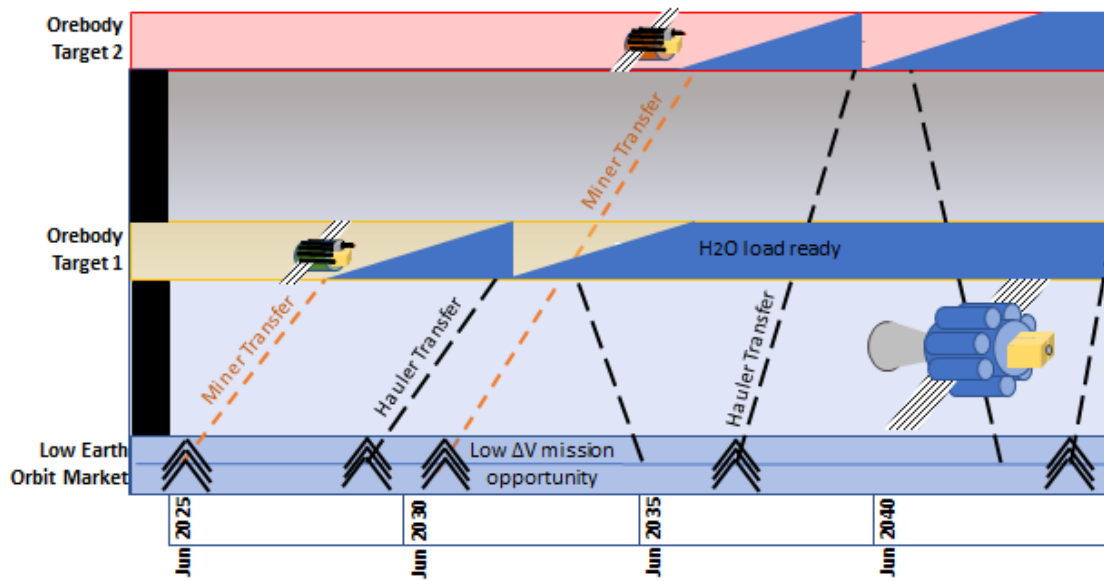 Orebody
Target 2
Miner Transfer
Orebody
Target 1
H2O load ready
Miner Transfer
Hauler Transfer
Hauler Transfer
Low Earth
Orbit Market
Low ΔV mission
opportunity
Jun 2025
Jun 2030
Jun 2035
Jun 2040